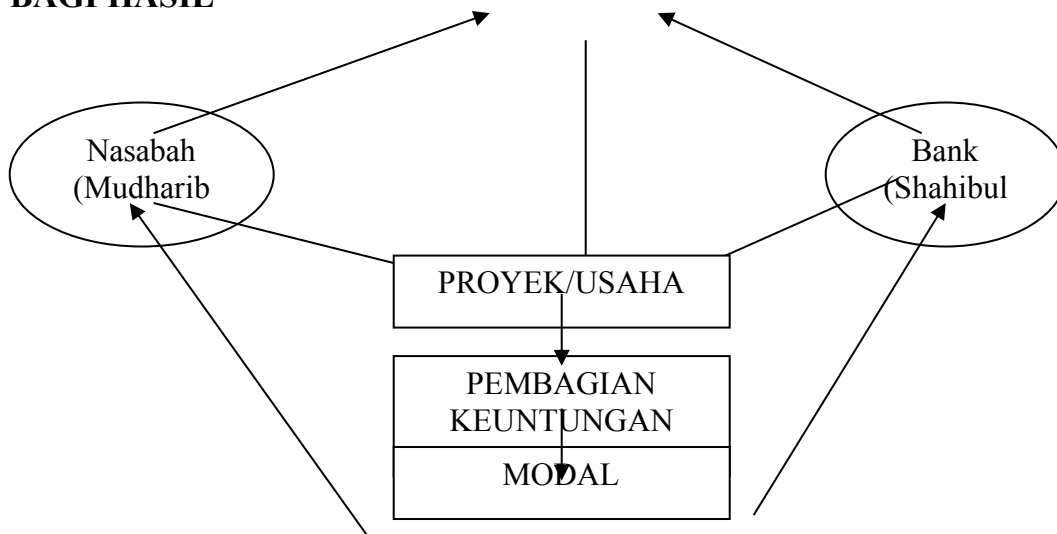 BAGI HASIL
Nasabah
(Mudharib
Bank
(Shahibul
PROYEK/USAHA
PEMBAGIAN
KEUNTUNGAN
MODAL